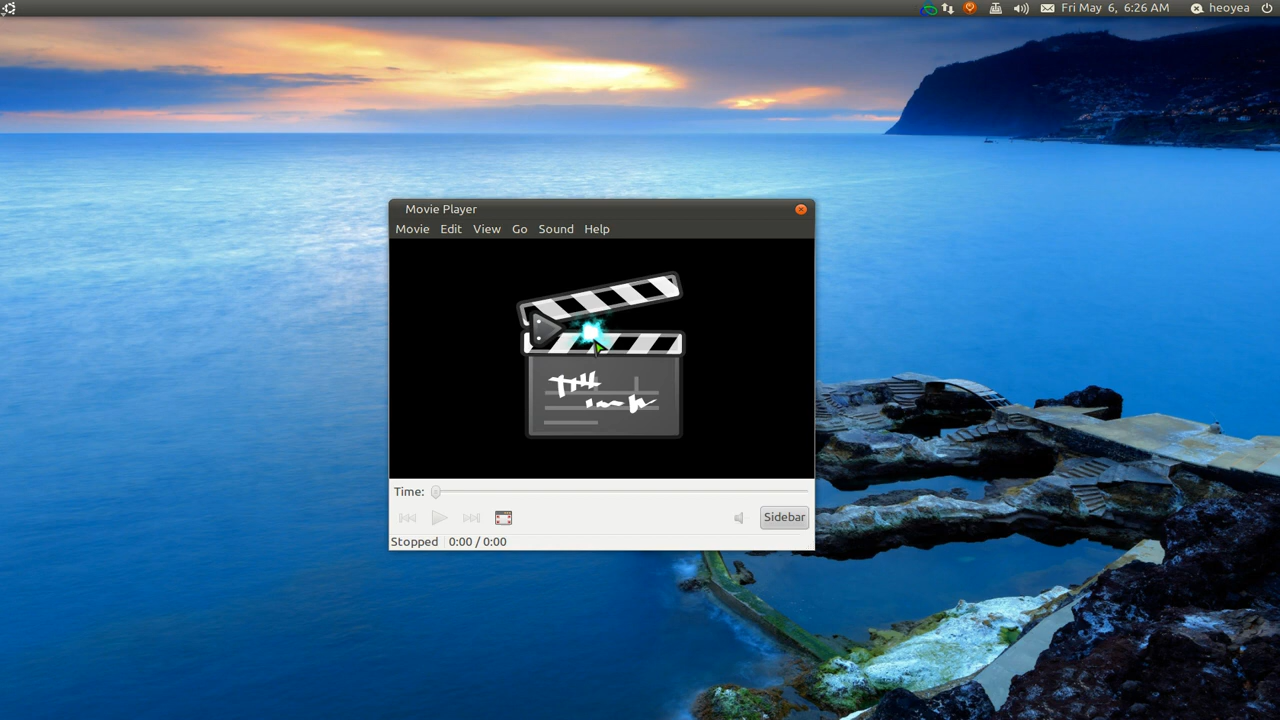 Fri May 6, 6:26 AM heoyea
Movie Player
Movie Edit View Go Sound Help
Time:
Sidebar
Stopped 0:00 / 0:00